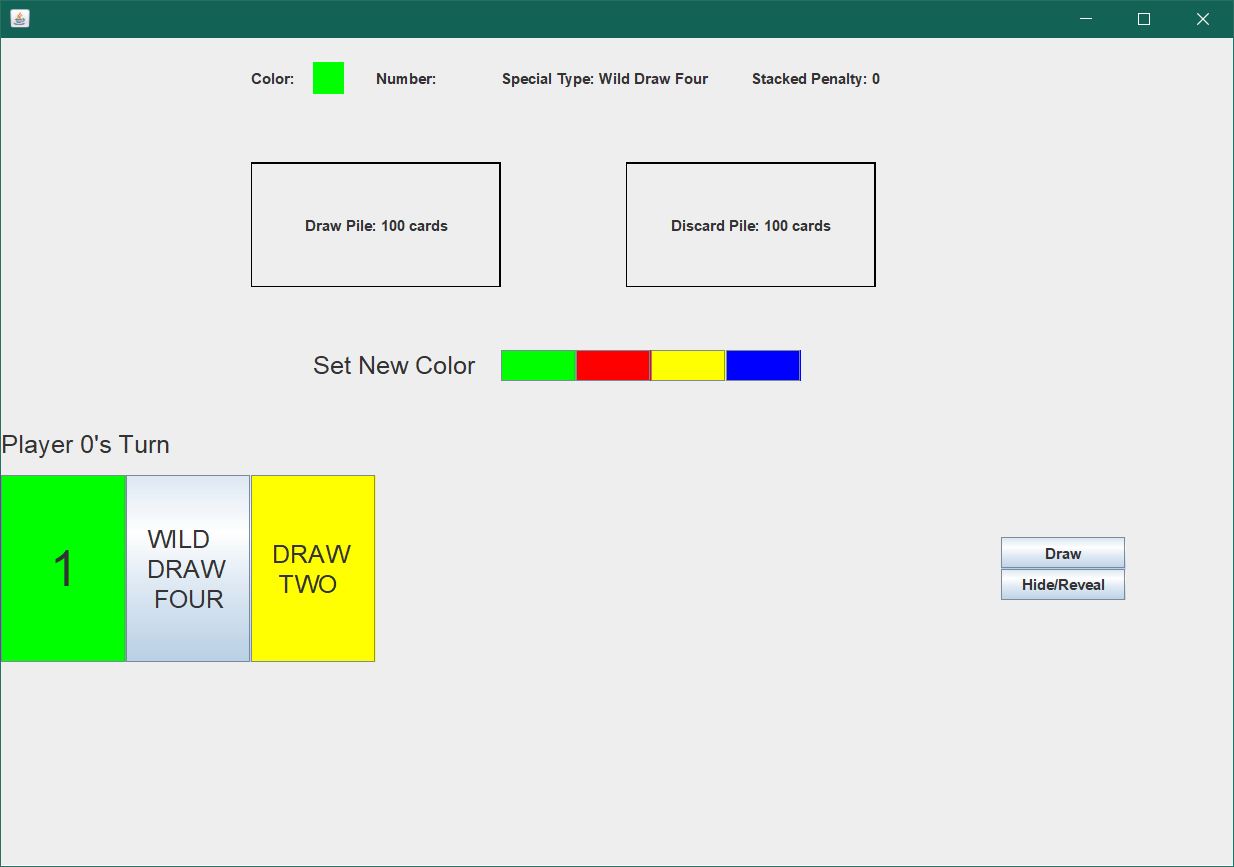 Color: Number: Special Type: Wild Draw Four Stacked Penalty: 0
Draw Pile: 100 cards Discard Pile: 100 cards
Set New Color
Player 0's Turn
1
WILD
DRAW
FOUR
DRAW
TWO
Draw
Hide/Reveal